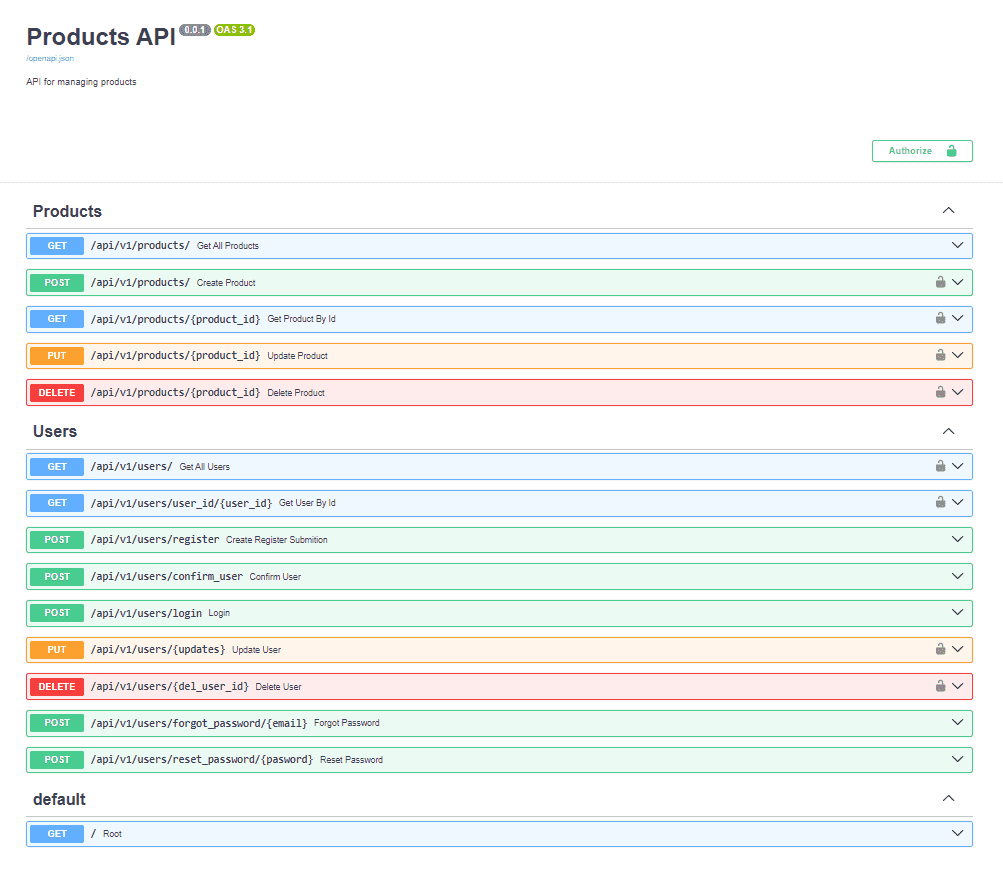 Products API 0.0.1 OAS 3.1
/openapi.json
API for managing products
Authorize
Products
GET /api/v1/products/ Get All Products
POST /api/v1/products/ Create Product
GET /api/v1/products/{product_id} Get Product By Id
PUT /api/v1/products/{product_id} Update Product
DELETE /api/v1/products/{product_id} Delete Product
Users
GET /api/v1/users/ Get All Users
GET /api/v1/users/user_id/{user_id} Get User By Id
POST /api/v1/users/register Create Register Submition
POST /api/v1/users/confirm_user Confirm User
POST /api/v1/users/login Login
PUT /api/v1/users/{updates} Update User
DELETE /api/v1/users/{del_user_id} Delete User
POST /api/v1/users/forgot_password/{email} Forgot Password
POST /api/v1/users/reset_password/{pasword} Reset Password
default
GET / Root